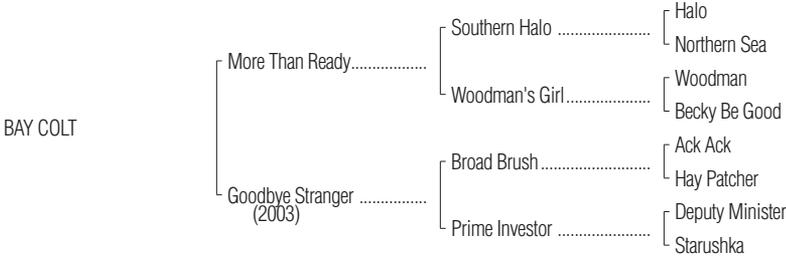 Halo
Southern Halo ......................
Northern Sea
More Than Ready..................
Woodman
Woodman's Girl....................
Becky Be Good
BAY COLT
Ack Ack
Broad Brush..........................
Hay Patcher
Goodbye Stranger ................
(2003)
Deputy Minister
Prime Investor ......................
Starushka